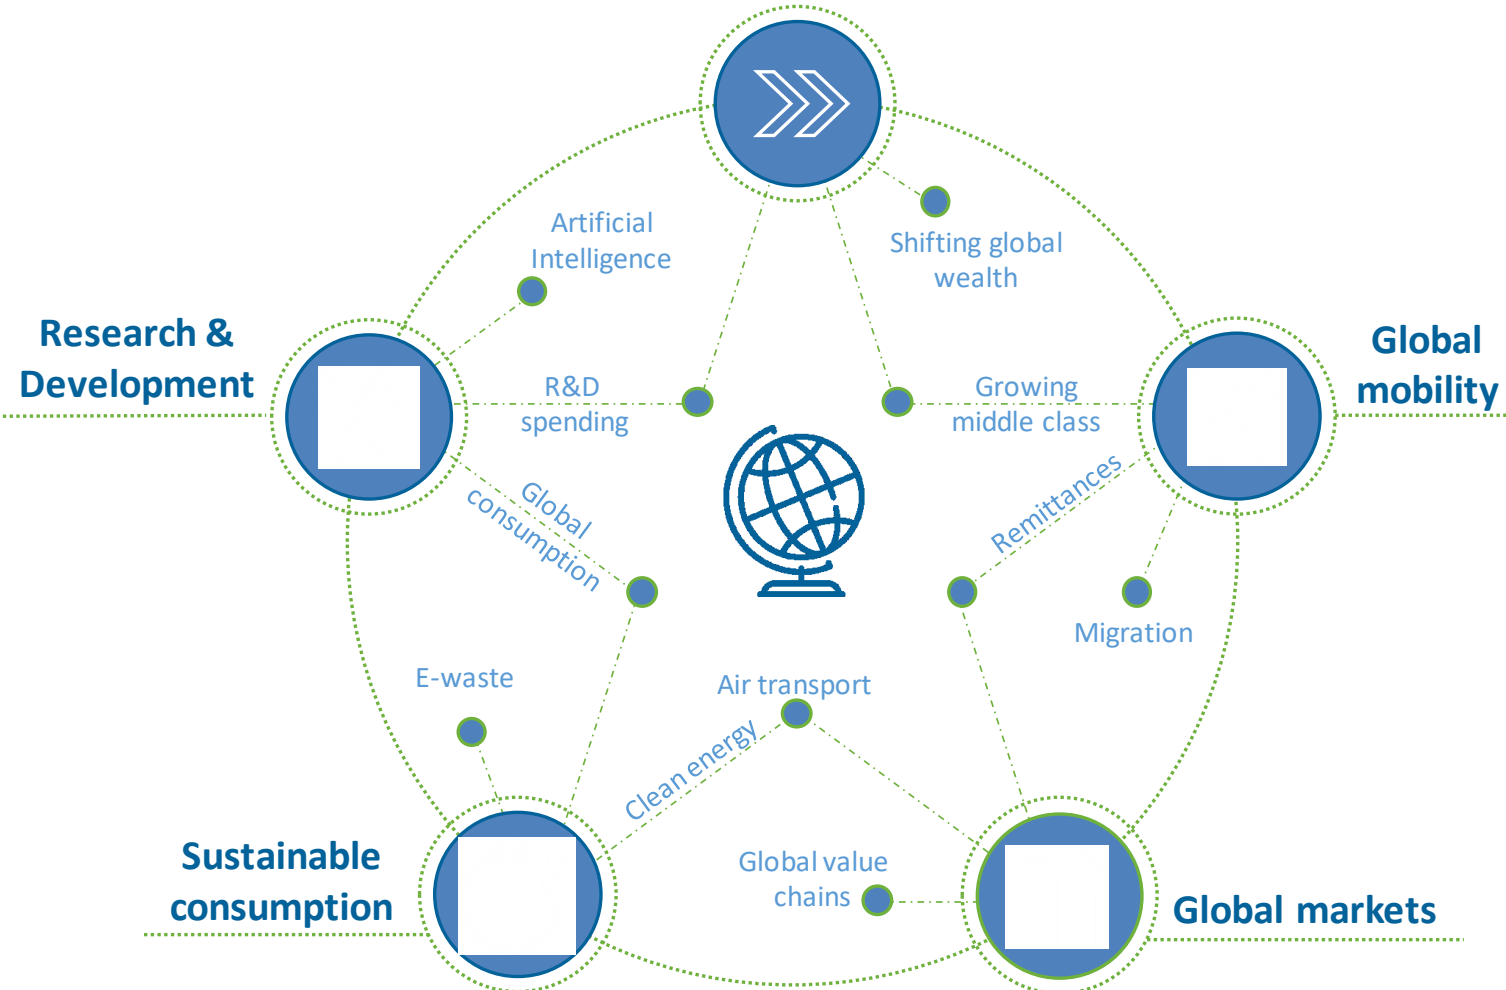 Artificial
Intelligence
Shifting global
wealth
Research &
Development
Global
mobility
R&D
spending
Growing
middle class
Global
consumption
Remittances
Migration
E-waste
Air transport
Clean energy
Sustainable
consumption
Global value
chains
Global markets